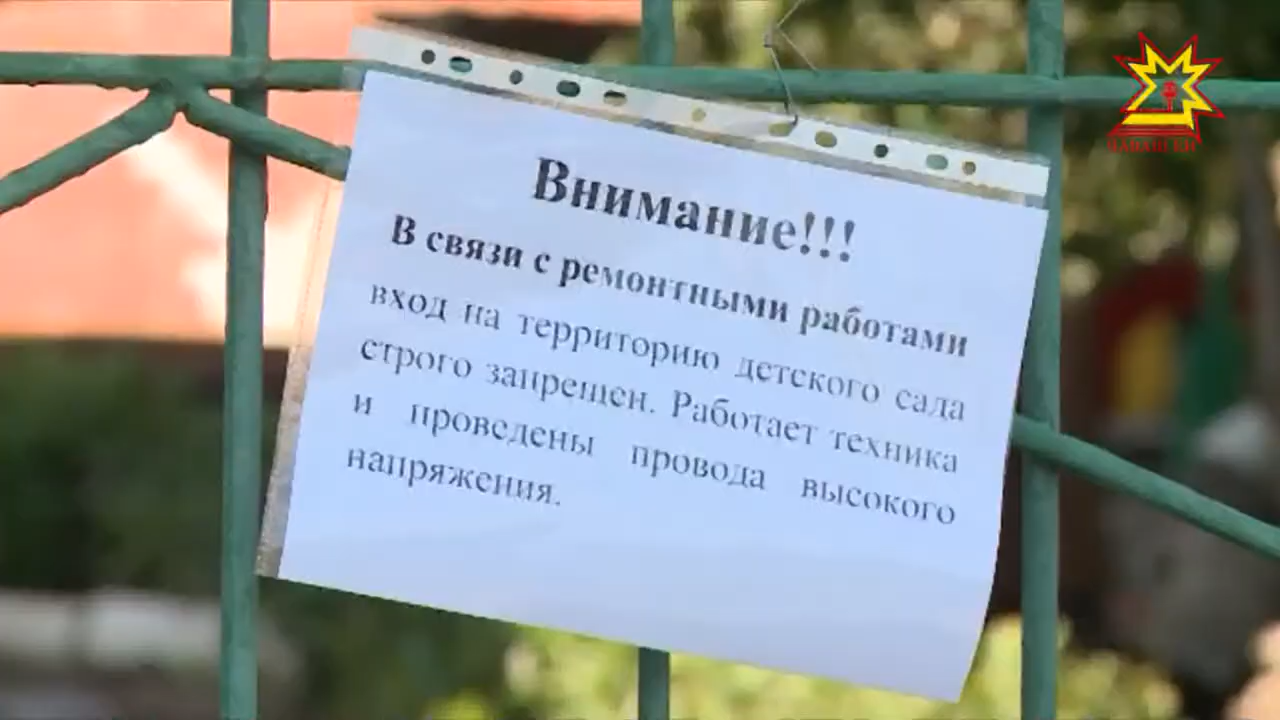 Внимание!!!
В связи с ремонтными работами
вход на территорию детского сада
строго запрещен. Работает техника
и проведены провода высокого
напряжения.